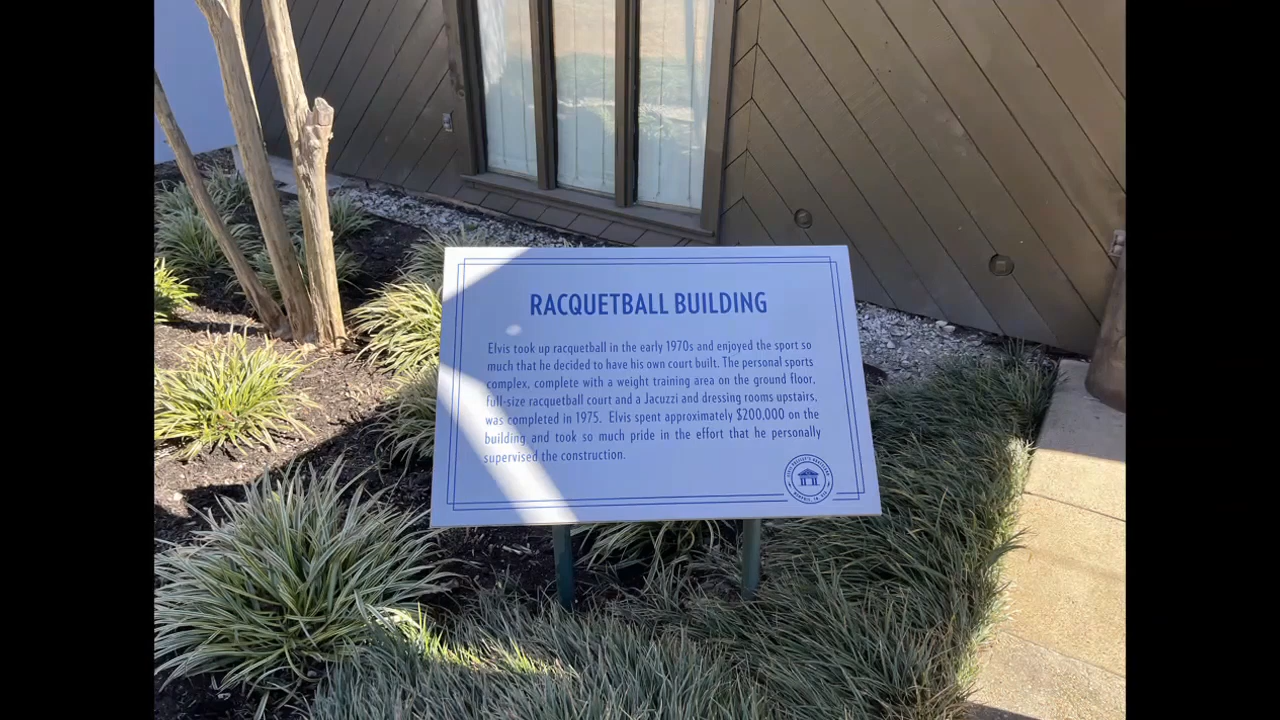 RACQUETBALL BUILDING
Elvis took up racquetball in the early 1970s and enjoyed the sport so
much that he decided to have his own court built. The personal sports
complex, complete with a weight training area on the ground floor,
full-size racquetball court and a Jacuzzi and dressing rooms upstairs,
was completed in 1975. Elvis spent approximately $200,000 on the
building and took so much pride in the effort that he personally
supervised the construction.